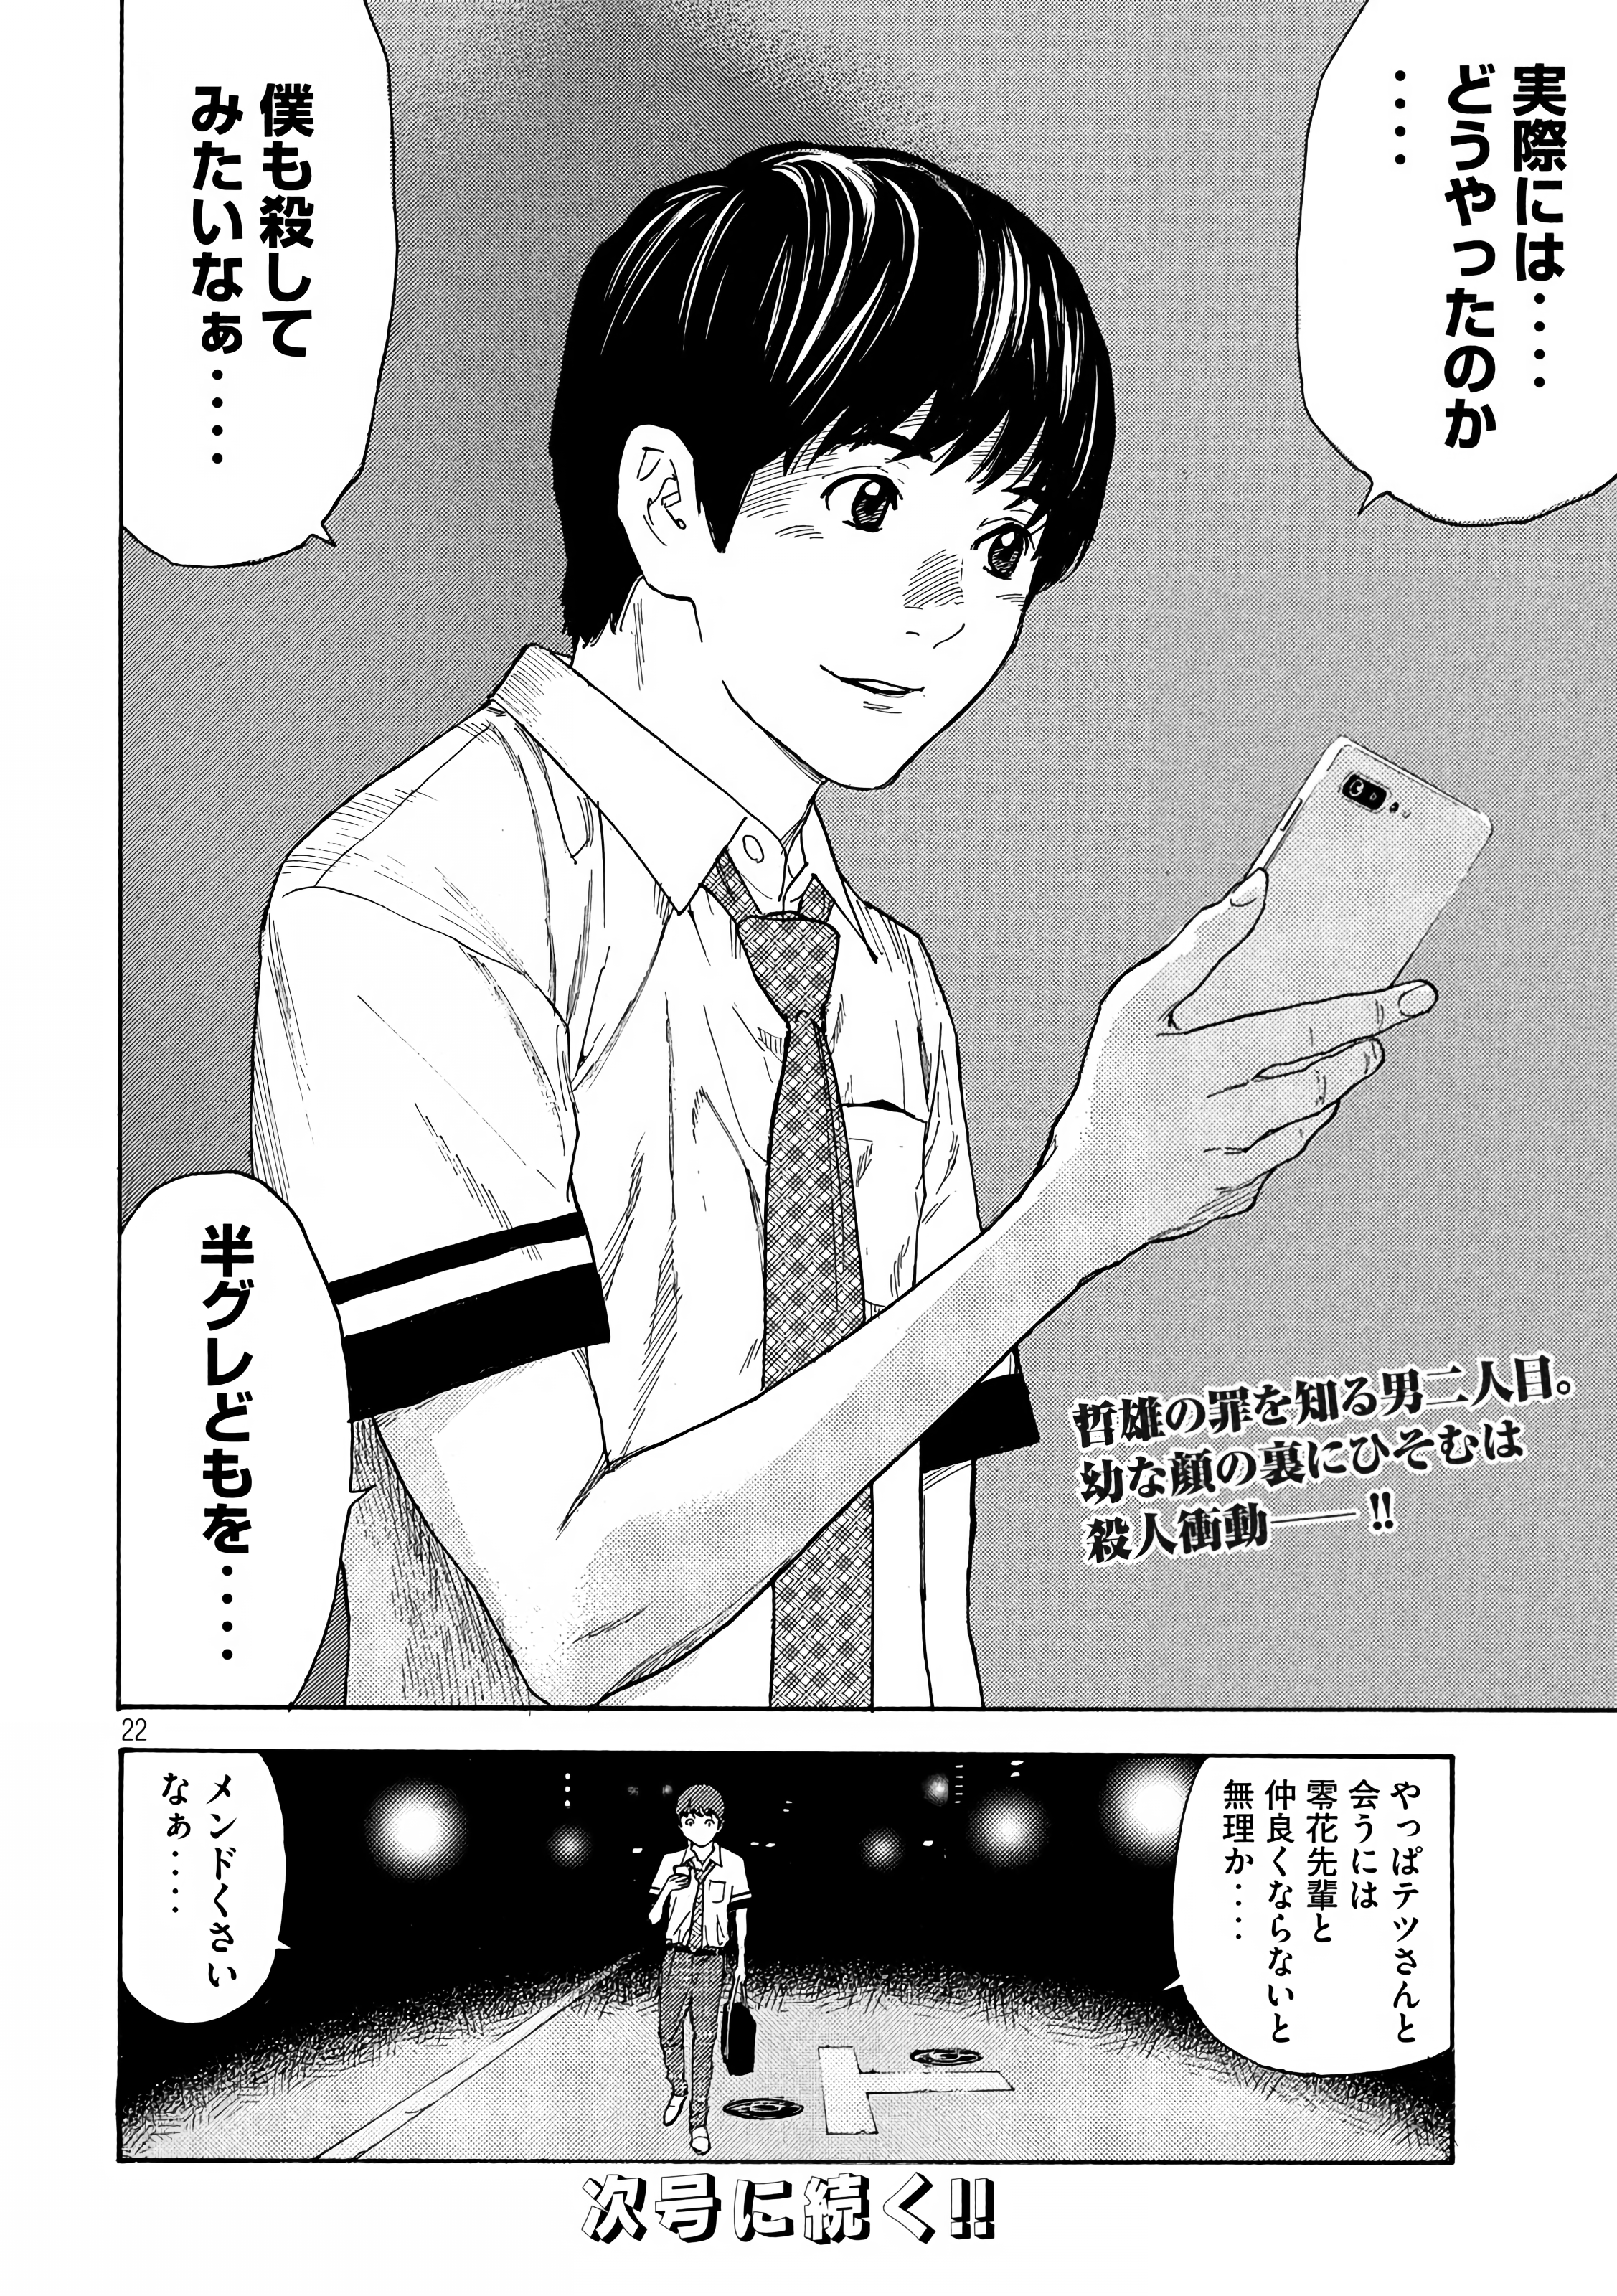 実際には‥‥
どうやったのか
‥‥
僕も殺して
みたいなぁ‥‥
半グレどもを‥‥
哲雄の罪を知る男二人目。
幼な顔の裏にひそむは
殺人衝動――!!
22
やっぱテツさんと
会うには
零花先輩と
仲良くならないと
無理か‥‥
メンドくさい
なぁ‥‥
次号に続く!!